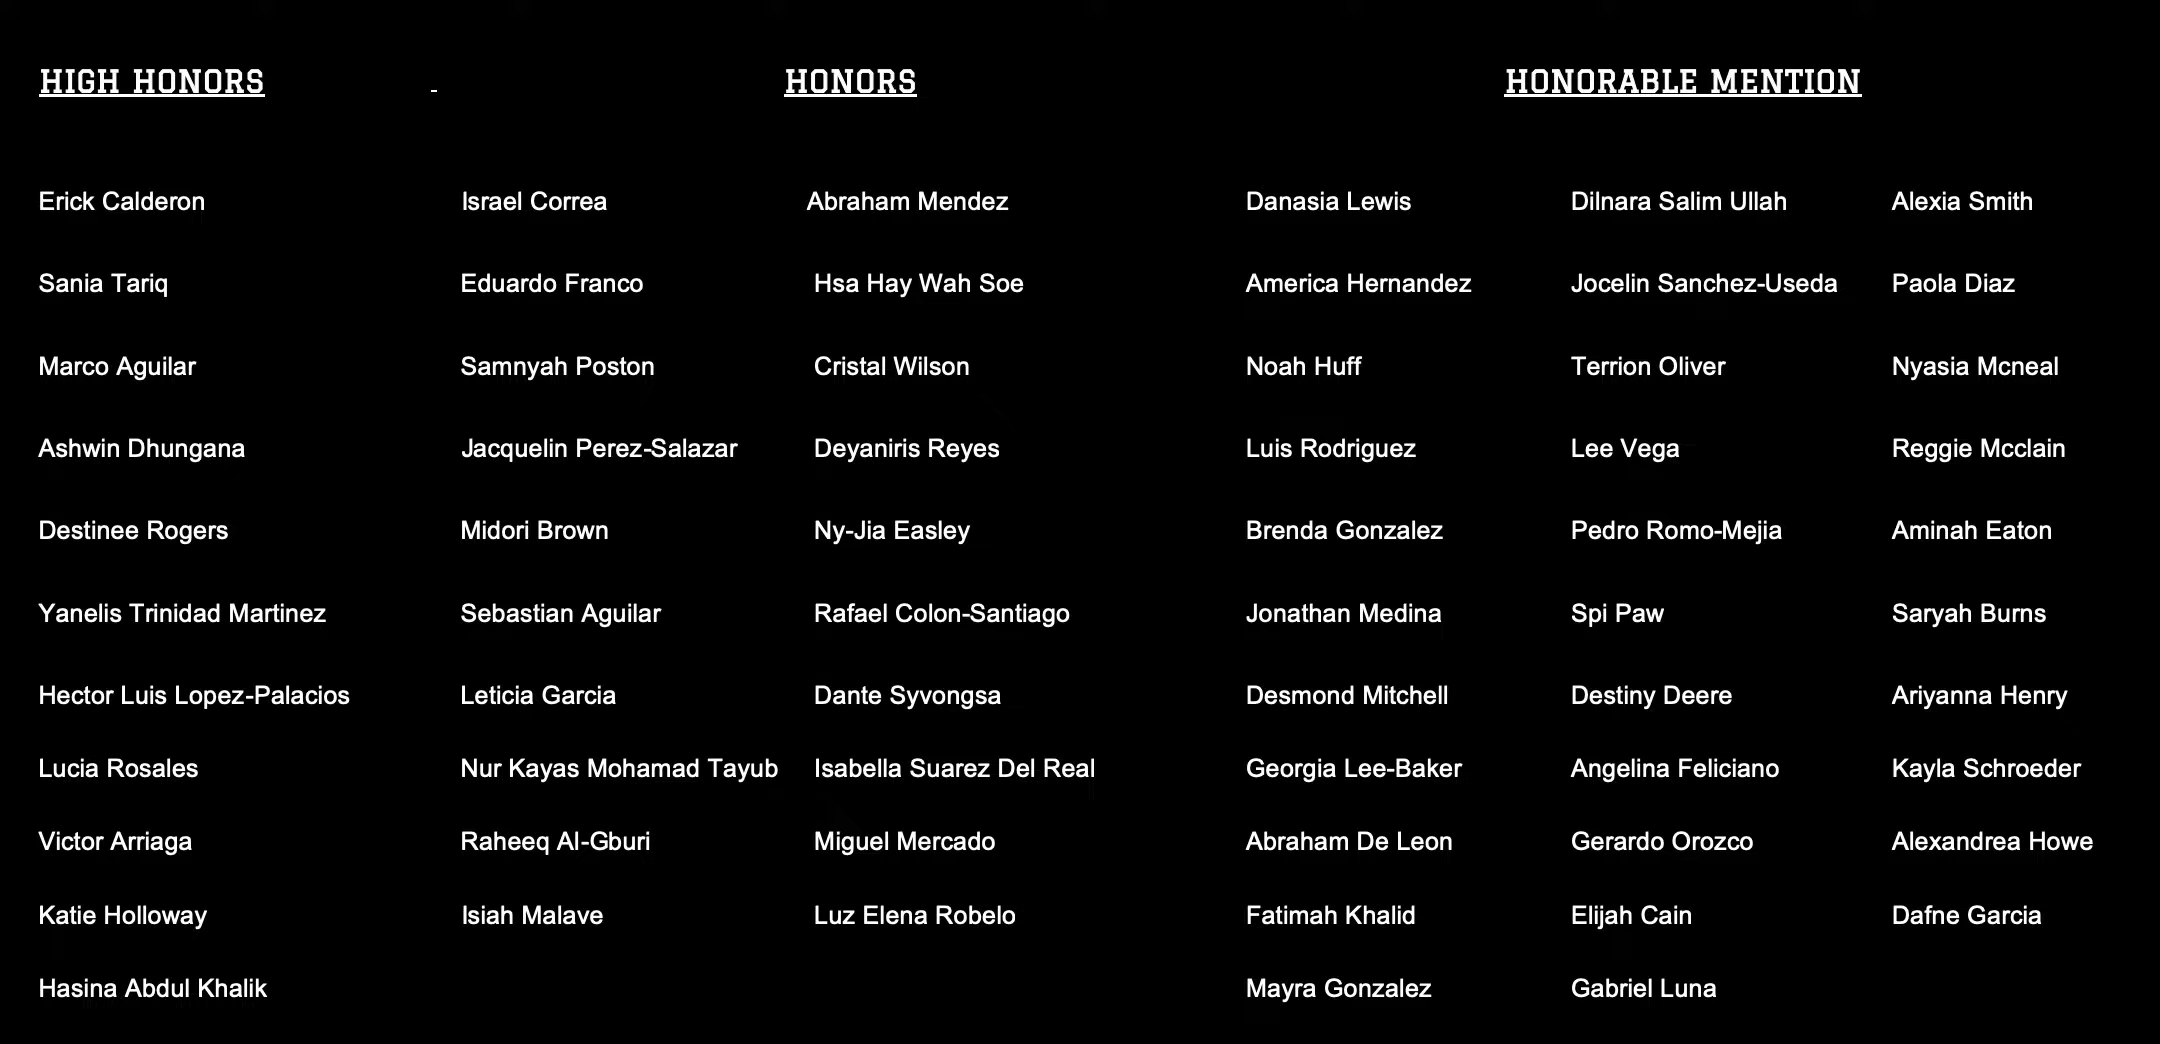 HIGH HONORS - HONORS HONORABLE MENTION
Erick Calderon Israel Correa Abraham Mendez Danasia Lewis Dilnara Salim Ullah Alexia Smith
Sania Tariq Eduardo Franco Hsa Hay Wah Soe America Hernandez Jocelin Sanchez-Useda Paola Diaz
Marco Aguilar Samnyah Poston Cristal Wilson Noah Huff Terrion Oliver Nyasia Mcneal
Ashwin Dhungana Jacquelin Perez-Salazar Deyaniris Reyes Luis Rodriguez Lee Vega Reggie Mcclain
Destinee Rogers Midori Brown Ny-Jia Easley Brenda Gonzalez Pedro Romo-Mejia Aminah Eaton
Yanelis Trinidad Martinez Sebastian Aguilar Rafael Colon-Santiago Jonathan Medina Spi Paw Saryah Burns
Hector Luis Lopez-Palacios Leticia Garcia Dante Syvongsa Desmond Mitchell Destiny Deere Ariyanna Henry
Lucia Rosales Nur Kayas Mohamad Tayub Isabella Suarez Del Real Georgia Lee-Baker Angelina Feliciano Kayla Schroeder
Victor Arriaga Raheeq Al-Gburi Miguel Mercado Abraham De Leon Gerardo Orozco Alexandrea Howe
Katie Holloway Isiah Malave Luz Elena Robelo Fatimah Khalid Elijah Cain Dafne Garcia
Hasina Abdul Khalik Mayra Gonzalez Gabriel Luna